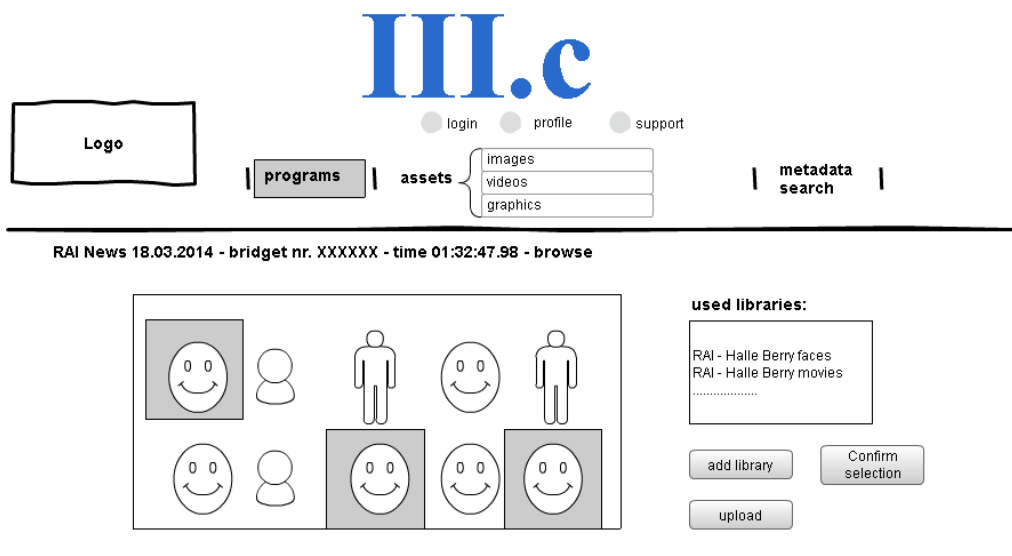 III.c
login profile support
Logo
programs
assets
images
videos
graphics
metadata
search
RAI News 18.03.2014 - bridget nr. XXXXXX - time 01:32:47.98 - browse
used libraries:
RAI - Halle Berry faces
RAI - Halle Berry movies
...................
add library
Confirm
selection
upload